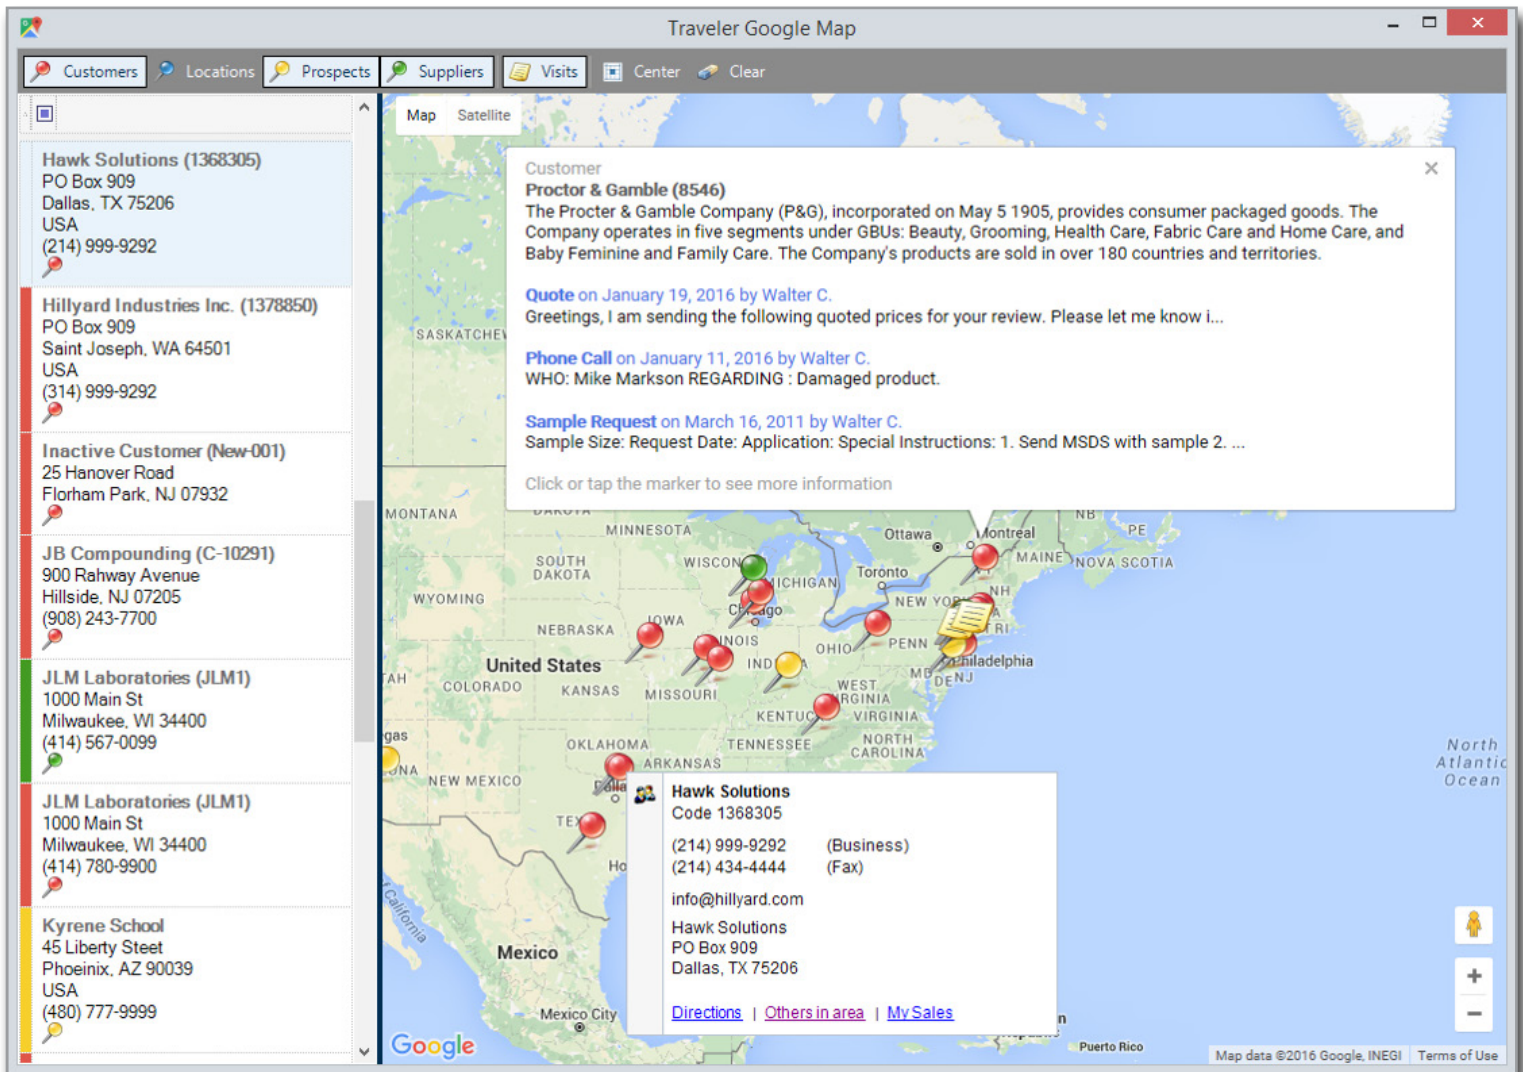 Traveler Google Map
Customers
Locations
Prospects
Suppliers
Visits
Center
Clear
Hawk Solutions (1368305)
PO Box 909
Dallas, TX 75206
USA
(214) 999-9292
Hillyard Industries Inc. (1378850)
PO Box 909
Saint Joseph, WA 64501
USA
(314) 999-9292
Inactive Customer (New-001)
25 Hanover Road
Florham Park, NJ 07932
JB Compounding (C-10291)
900 Rahway Avenue
Hillside, NJ 07205
(908) 243-7700
JLM Laboratories (JLM1)
1000 Main St
Milwaukee, WI 34400
(414) 567-0099
JLM Laboratories (JLM1)
1000 Main St
Milwaukee, WI 34400
(414) 780-9900
Kyrene School
45 Liberty Steet
Phoeinix, AZ 90039
USA
(480) 777-9999
Map
Satellite
Customer
Proctor & Gamble (8546)
The Procter & Gamble Company (P&G), incorporated on May 5 1905, provides consumer packaged goods. The
Company operates in five segments under GBUs: Beauty, Grooming, Health Care, Fabric Care and Home Care, and
Baby Feminine and Family Care. The Company's products are sold in over 180 countries and territories.
Quote on January 19, 2016 by Walter C.
Greetings, I am sending the following quoted prices for your review. Please let me know i...
Phone Call on January 11, 2016 by Walter C.
WHO: Mike Markson REGARDING : Damaged product.
Sample Request on March 16, 2011 by Walter C.
Sample Size: Request Date: Application: Special Instructions: 1. Send MSDS with sample 2. ...
Click or tap the marker to see more information
SASKATCHEW
MONTANA
DAKOTA
MINNESOTA
Ottawa
Montreal
NB
PE
SOUTH
DAKOTA
WISCON
MICHIGAN
Toronto
MAINE
NOVA SCOTIA
WYOMING
NEW YOR
NH
Chicago
IOWA
NEBRASKA
INOIS
OHIO
PENN
CT RI
United States
IND
A
Philadelphia
MD
DE NJ
TAH
COLORADO
KANSAS
MISSOURI
WEST
VIRGINIA
KENTUC
VIRGINIA
gas
OKLAHOMA
TENNESSEE
NORTH
CAROLINA
ARKANSAS
ONA
NEW MEXICO
Dalla
TEX
Ho
North
Atlantic
Ocean
California
Mexico
Mexico City
Puerto Rico
Hawk Solutions
Code 1368305
(214) 999-9292 (Business)
(214) 434-4444 (Fax)
info@hillyard.com
Hawk Solutions
PO Box 909
Dallas, TX 75206
Directions | Others in area | My Sales
Google
Map data ©2016 Google, INEGI
Terms of Use